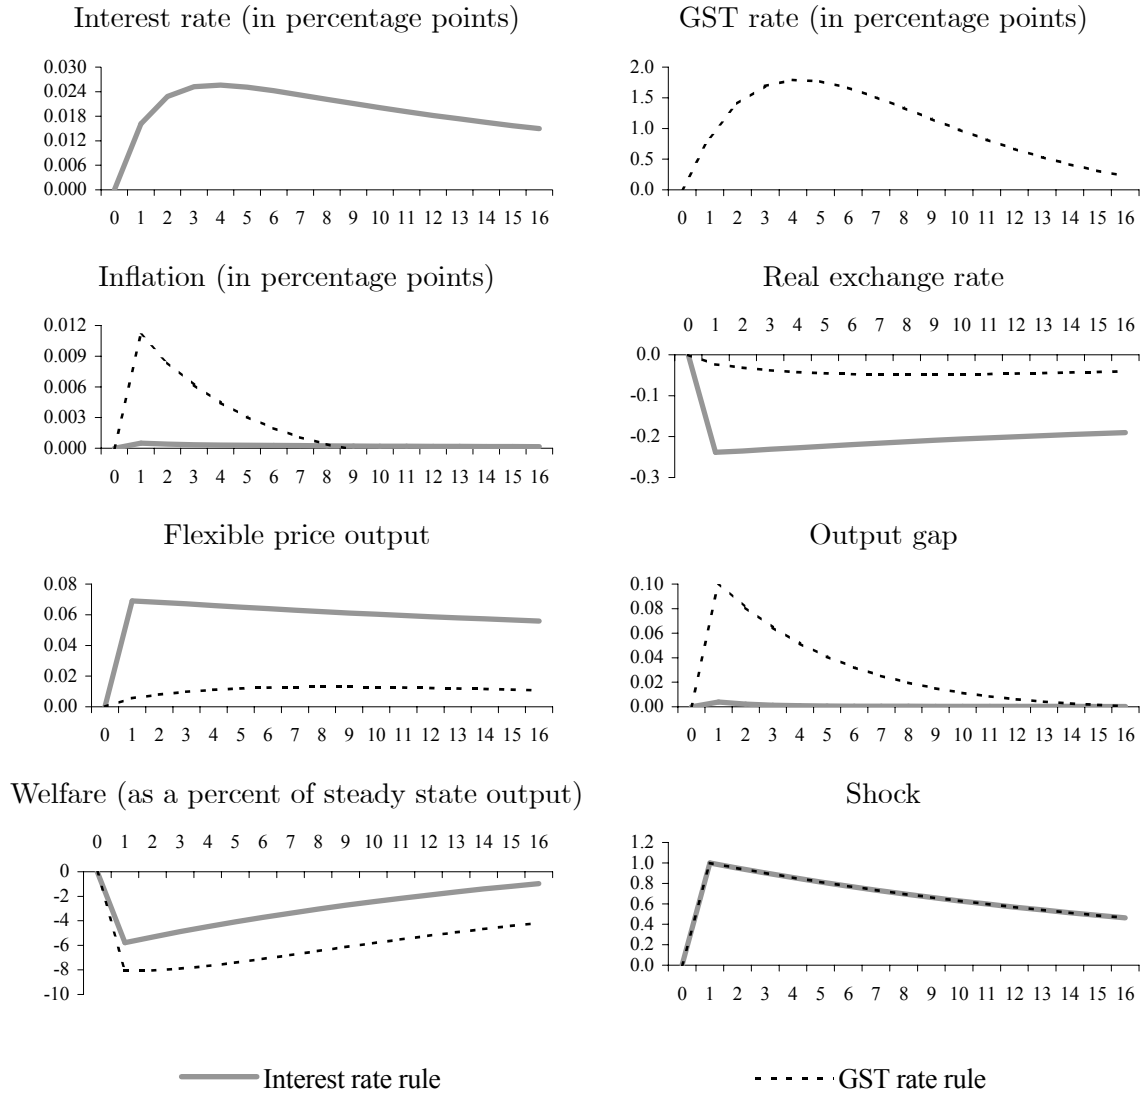 Interest rate (in percentage points)
0.030
0.024
0.018
0.012
0.006
0.000
0 1 2 3 4 5 6 7 8 9 10 11 12 13 14 15 16
GST rate (in percentage points)
2.0
1.5
1.0
0.5
0.0
0 1 2 3 4 5 6 7 8 9 10 11 12 13 14 15 16
Inflation (in percentage points)
0.012
0.009
0.006
0.003
0.000
0 1 2 3 4 5 6 7 8 9 10 11 12 13 14 15 16
Real exchange rate
0 1 2 3 4 5 6 7 8 9 10 11 12 13 14 15 16
0.0
-0.1
-0.2
-0.3
Flexible price output
0.08
0.06
0.04
0.02
0.00
0 1 2 3 4 5 6 7 8 9 10 11 12 13 14 15 16
Output gap
0.10
0.08
0.06
0.04
0.02
0.00
0 1 2 3 4 5 6 7 8 9 10 11 12 13 14 15 16
Welfare (as a percent of steady state output)
0 1 2 3 4 5 6 7 8 9 10 11 12 13 14 15 16
0
-2
-4
-6
-8
-10
Shock
1.2
1.0
0.8
0.6
0.4
0.2
0.0
0 1 2 3 4 5 6 7 8 9 10 11 12 13 14 15 16
Interest rate rule
GST rate rule